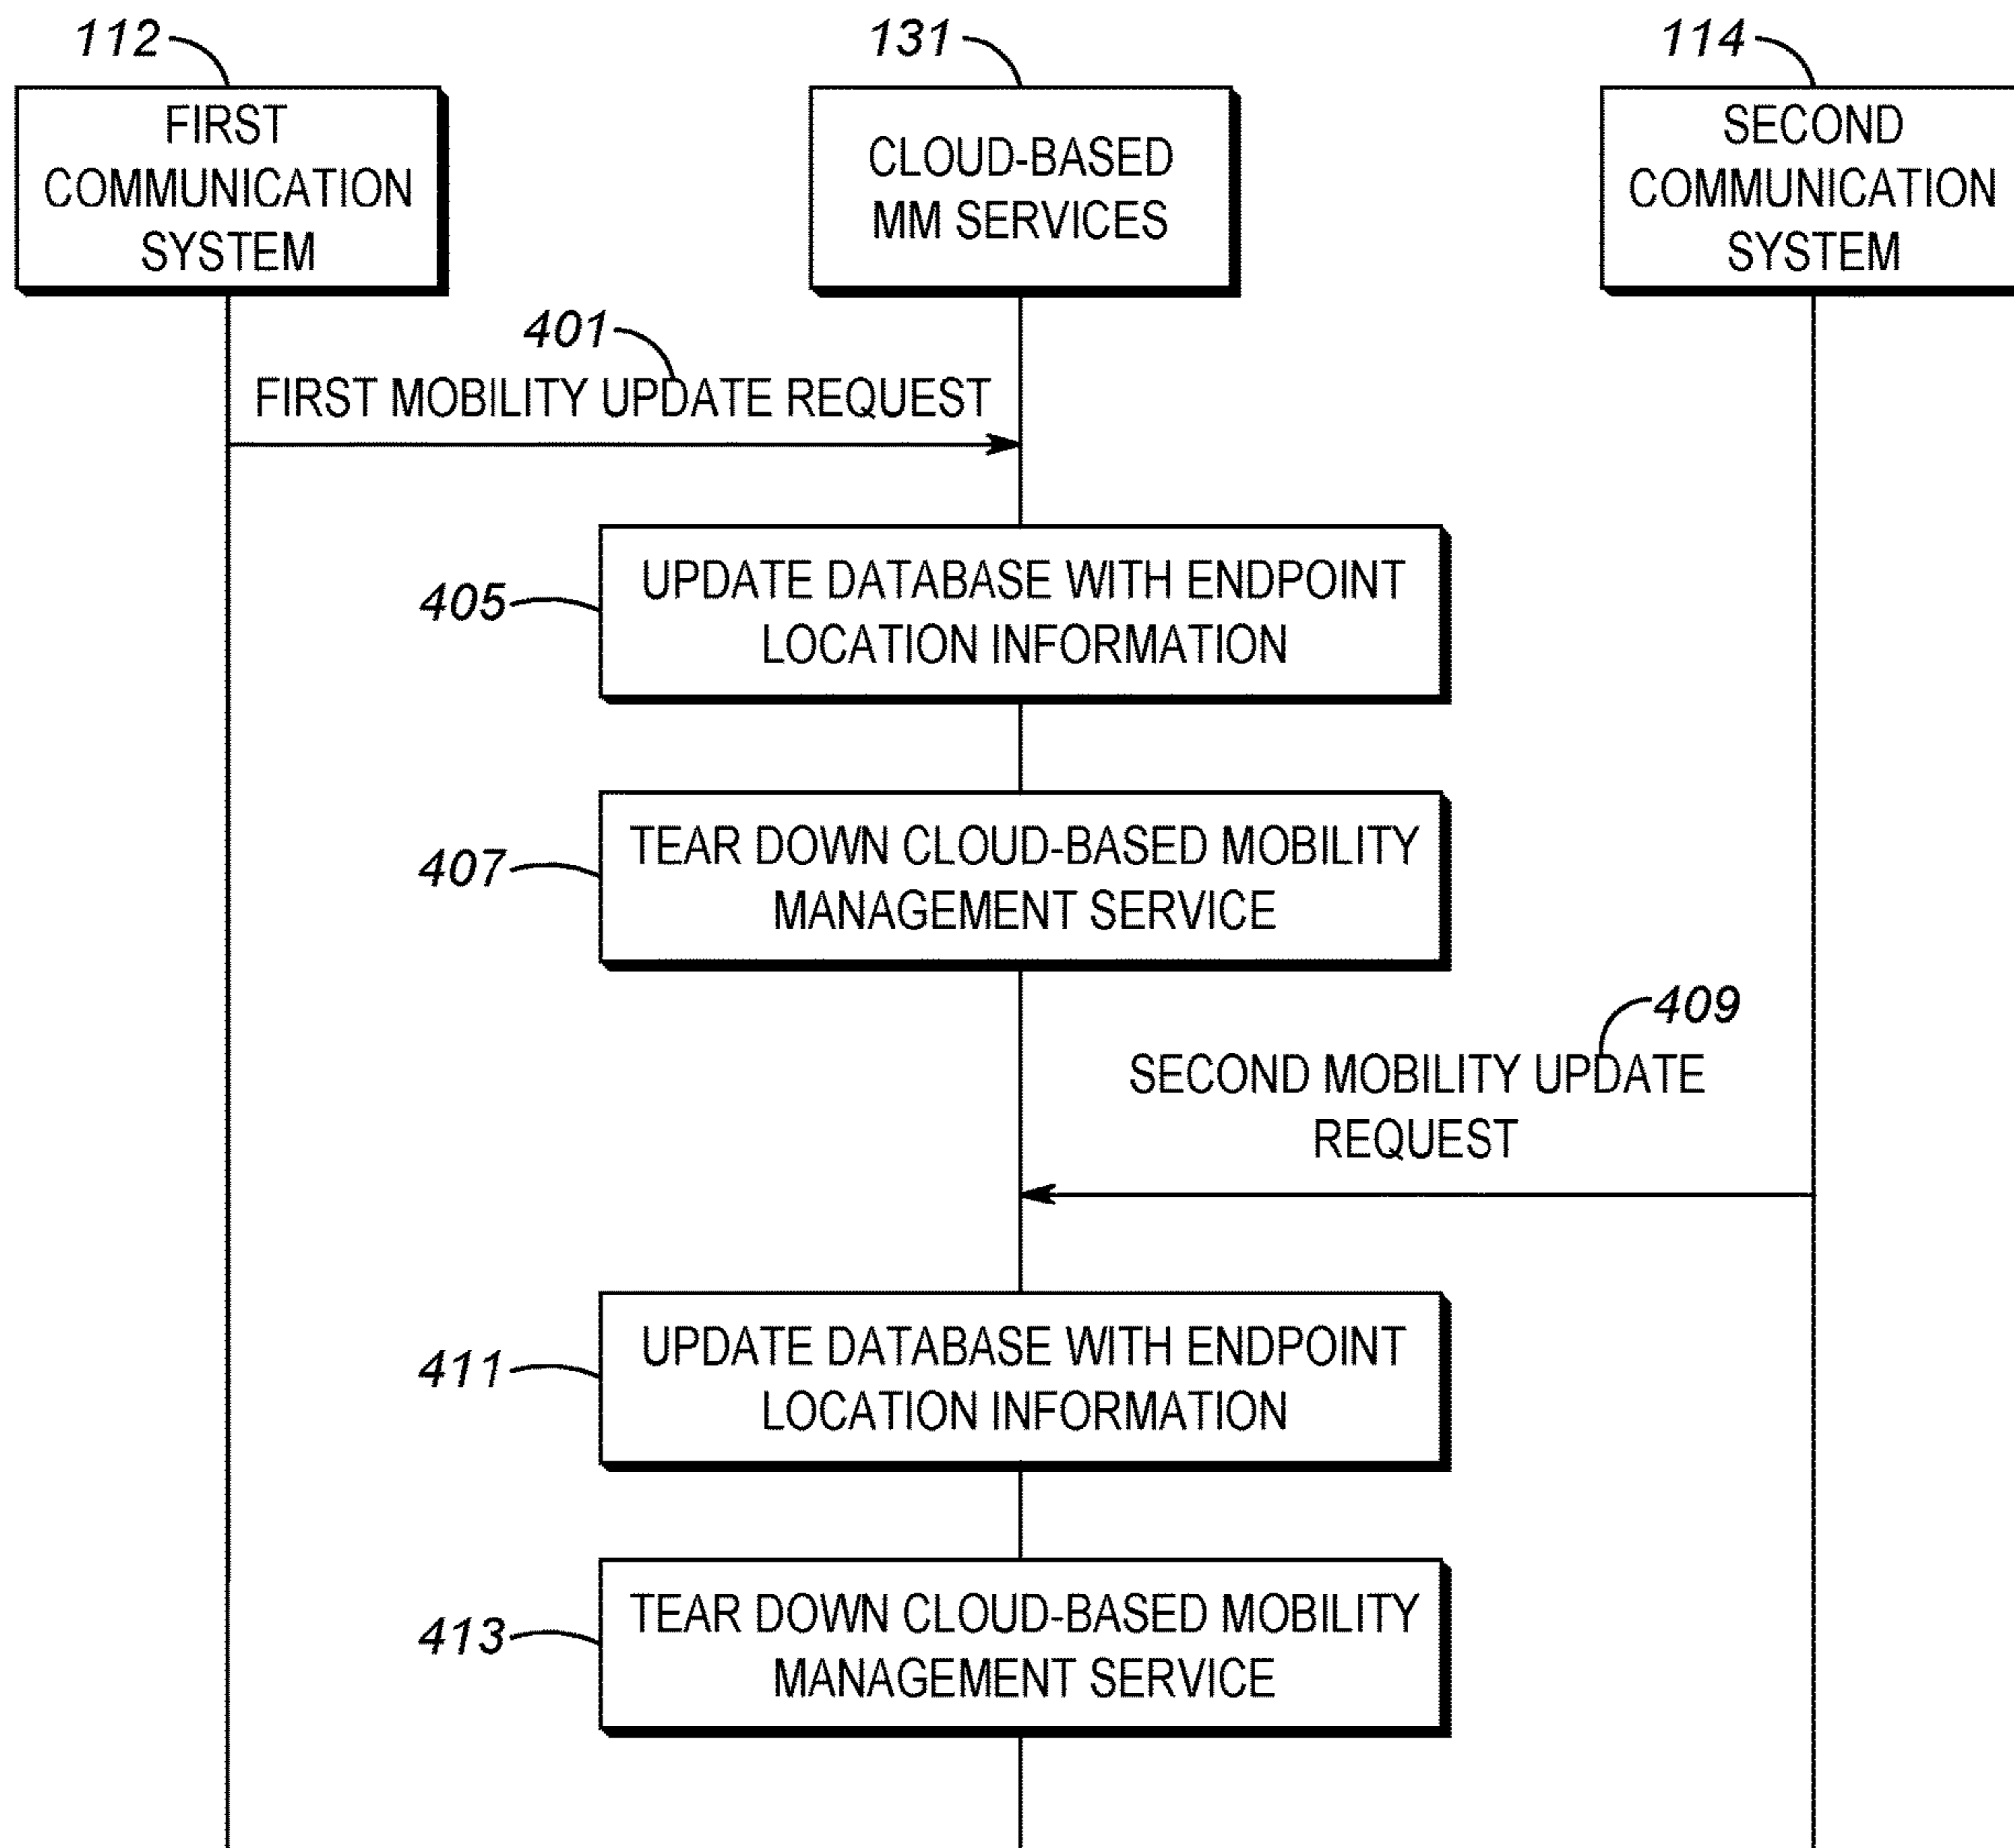 112
131
114
FIRST
COMMUNICATION
SYSTEM
CLOUD-BASED
MM SERVICES
SECOND
COMMUNICATION
SYSTEM
401
FIRST MOBILITY UPDATE REQUEST
405
UPDATE DATABASE WITH ENDPOINT
LOCATION INFORMATION
407
TEAR DOWN CLOUD-BASED MOBILITY
MANAGEMENT SERVICE
409
SECOND MOBILITY UPDATE
REQUEST
411
UPDATE DATABASE WITH ENDPOINT
LOCATION INFORMATION
413
TEAR DOWN CLOUD-BASED MOBILITY
MANAGEMENT SERVICE